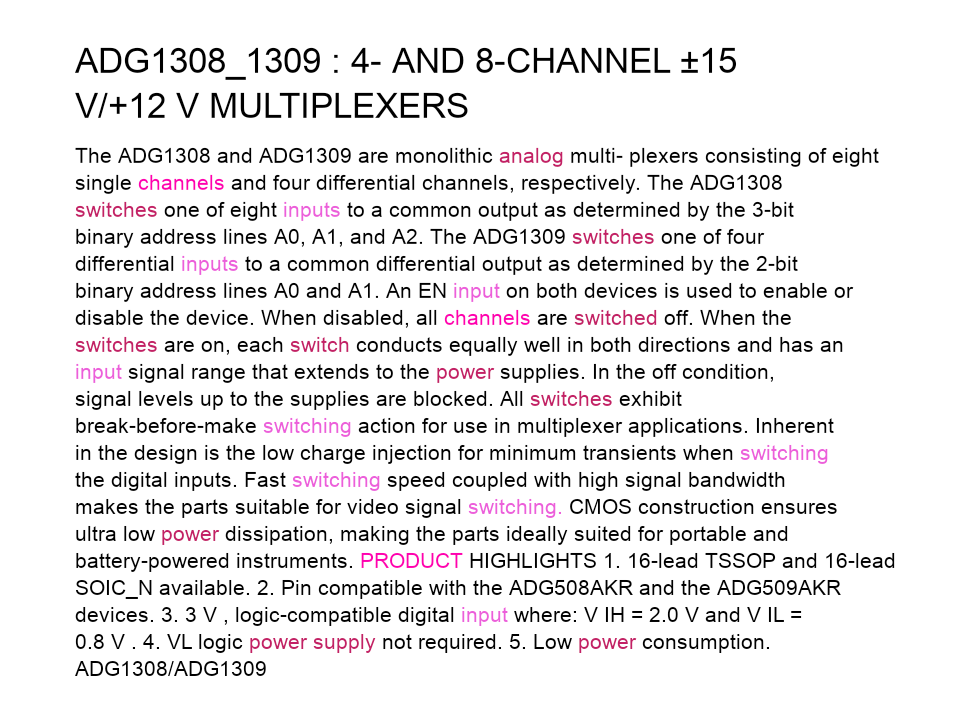 ADG1308_1309 : 4- AND 8-CHANNEL ±15
V/+12 V MULTIPLEXERS
The ADG1308 and ADG1309 are monolithic analog multi- plexers consisting of eight
single channels and four differential channels, respectively. The ADG1308
switches one of eight inputs to a common output as determined by the 3-bit
binary address lines A0, A1, and A2. The ADG1309 switches one of four
differential inputs to a common differential output as determined by the 2-bit
binary address lines A0 and A1. An EN input on both devices is used to enable or
disable the device. When disabled, all channels are switched off. When the
switches are on, each switch conducts equally well in both directions and has an
input signal range that extends to the power supplies. In the off condition,
signal levels up to the supplies are blocked. All switches exhibit
break-before-make switching action for use in multiplexer applications. Inherent
in the design is the low charge injection for minimum transients when switching
the digital inputs. Fast switching speed coupled with high signal bandwidth
makes the parts suitable for video signal switching. CMOS construction ensures
ultra low power dissipation, making the parts ideally suited for portable and
battery-powered instruments. PRODUCT HIGHLIGHTS 1. 16-lead TSSOP and 16-lead
SOIC_N available. 2. Pin compatible with the ADG508AKR and the ADG509AKR
devices. 3. 3 V , logic-compatible digital input where: V IH = 2.0 V and V IL =
0.8 V . 4. VL logic power supply not required. 5. Low power consumption.
ADG1308/ADG1309